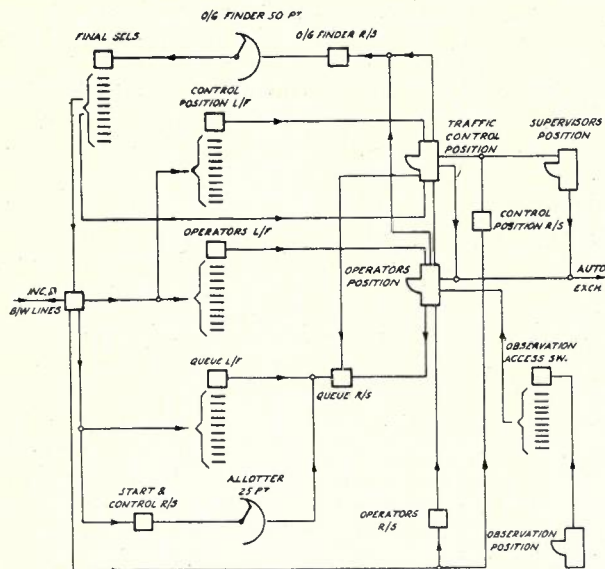 O/G FINDER 50 PT
FINAL SELS
O/G FINDER R/S
CONTROL
POSITION L/F
TRAFFIC
CONTROL
POSITION
SUPERVISORS
POSITION
CONTROL
POSITION R/S
OPERATORS L/F
OPERATORS
POSITION
AUTO
EXCH.
INC.
B/W LINES
OBSERVATION
ACCESS SW.
QUEUE L/F
QUEUE R/S
START &
CONTROL R/S
ALLOTTER
25 PT
OPERATORS
R/S
OBSERVATION
POSITION